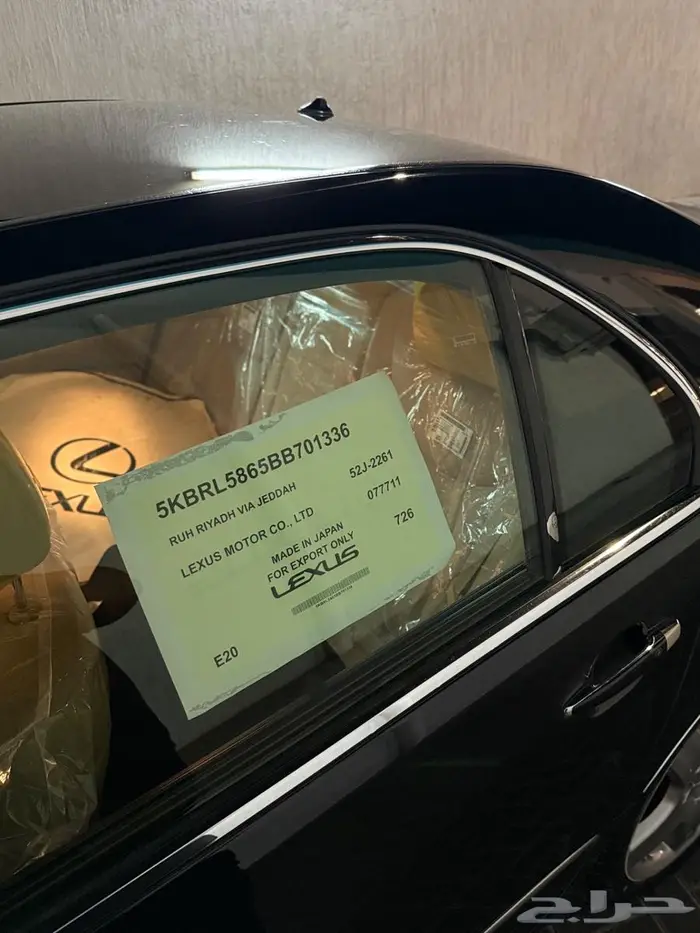 5KBRL5865BB701336
RUH RIYADH VIA JEDDAH 52J-2261
LEXUS MOTOR CO., LTD 077711
MADE IN JAPAN 726
FOR EXPORT ONLY
LEXUS
E20
حراج